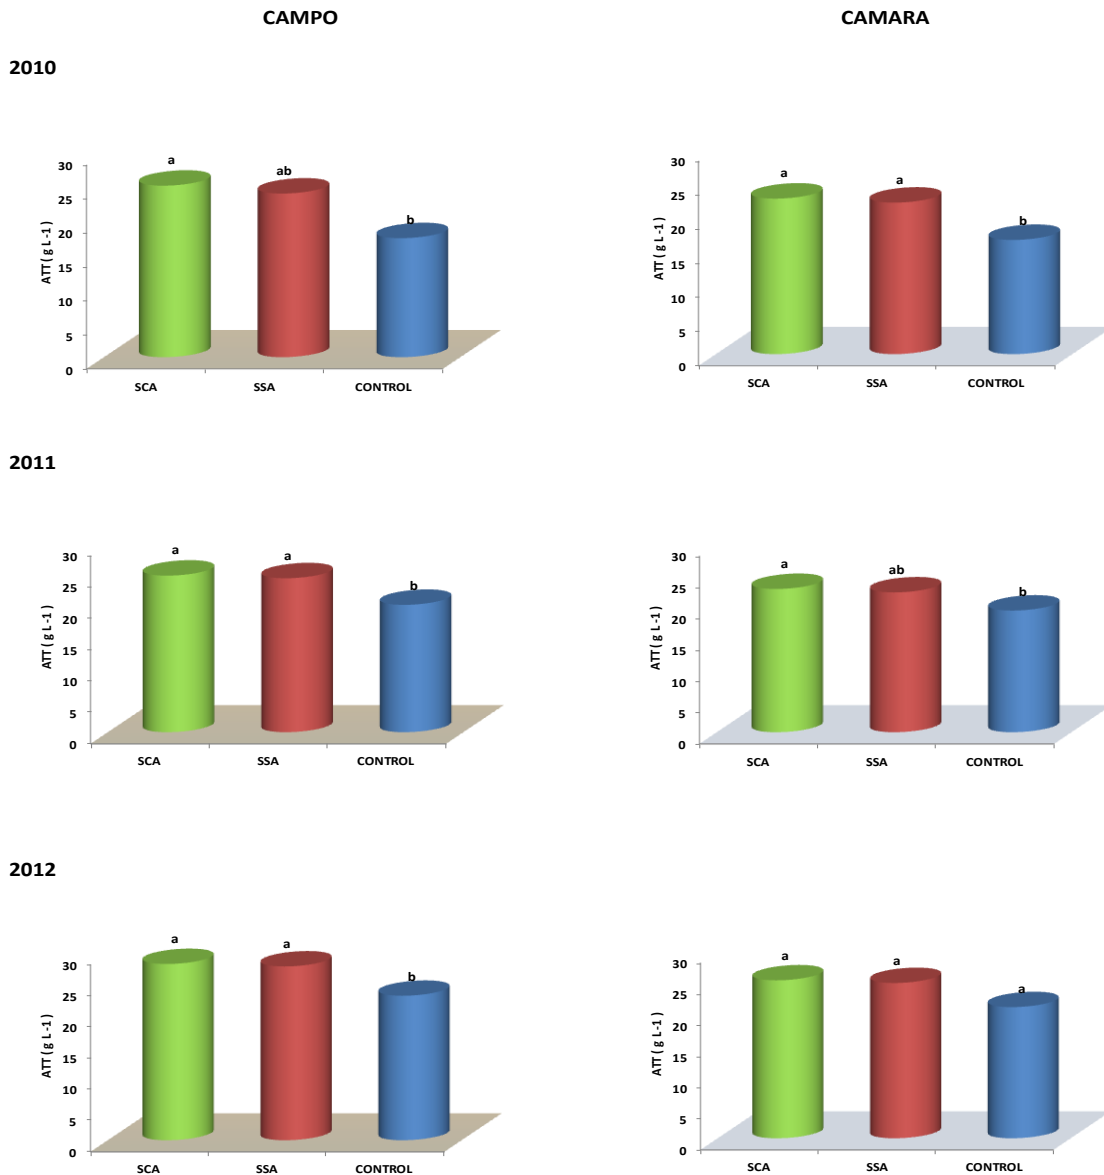 CAMPO CAMARA
2010
a ab b
30
25
20
15
10
5
0
ATT ( g L-1 )
SCA SSA CONTROL
a a b
30
25
20
15
10
5
0
ATT ( g L-1 )
SCA SSA CONTROL
2011
a a b
30
25
20
15
10
5
0
ATT ( g L-1 )
SCA SSA CONTROL
a ab b
30
25
20
15
10
5
0
ATT ( g L-1 )
SCA SSA CONTROL
2012
a a b
30
25
20
15
10
5
0
ATT ( g L-1 )
SCA SSA CONTROL
a a a
30
25
20
15
10
5
0
ATT ( g L-1 )
SCA SSA CONTROL